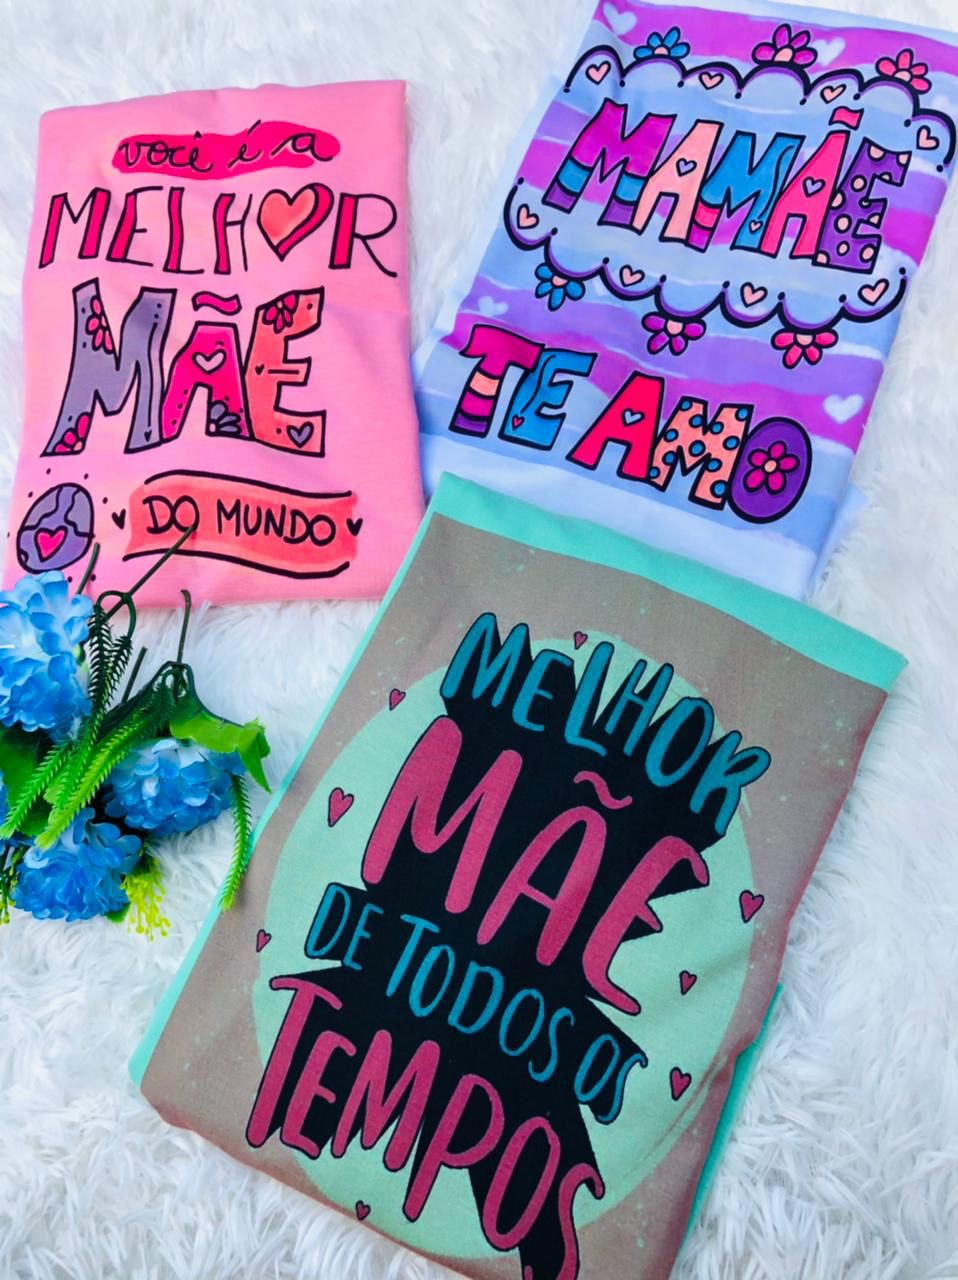 você é a
MELHOR
MÃE
DO MUNDO
MAMÃE
TE AMO
MELHOR
MÃE
DE TODOS OS
TEMPOS